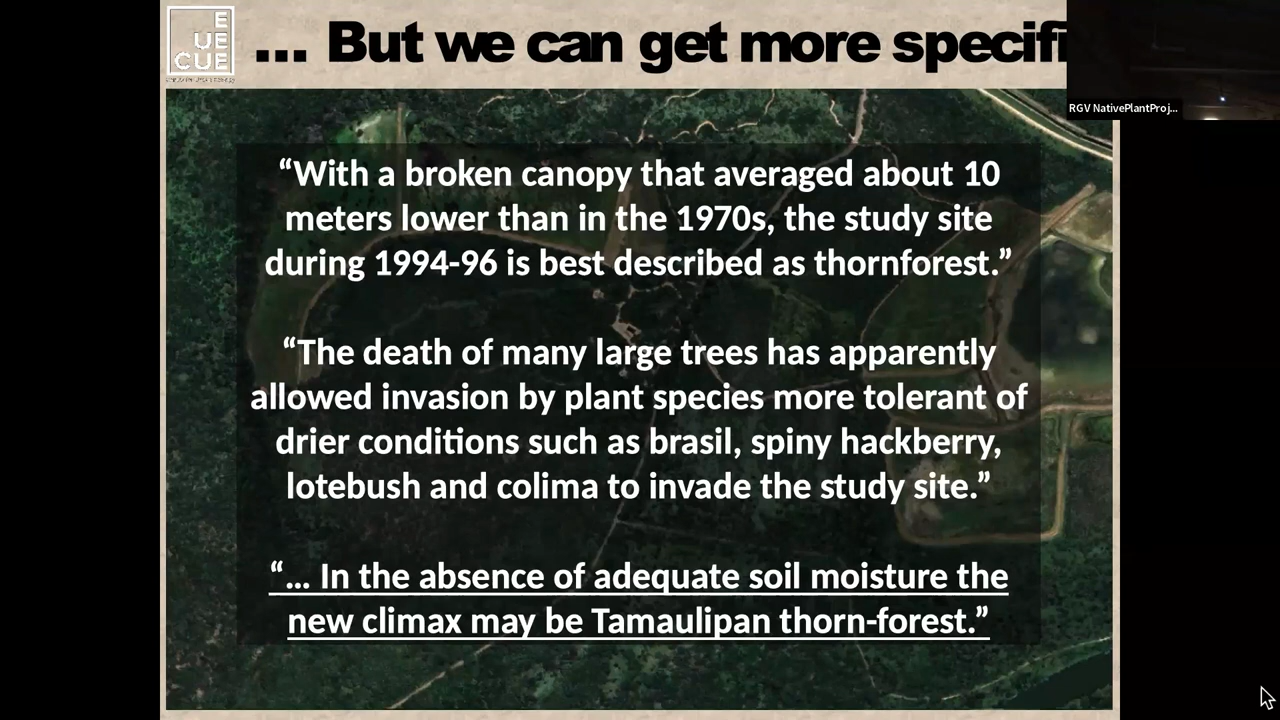 E
UE
CUE
... But we can get more specifi
RGV NativePlantProj...
“With a broken canopy that averaged about 10
meters lower than in the 1970s, the study site
during 1994-96 is best described as thornforest.”
“The death of many large trees has apparently
allowed invasion by plant species more tolerant of
drier conditions such as brasil, spiny hackberry,
lotebush and colima to invade the study site.”
“... In the absence of adequate soil moisture the
new climax may be Tamaulipan thorn-forest.”